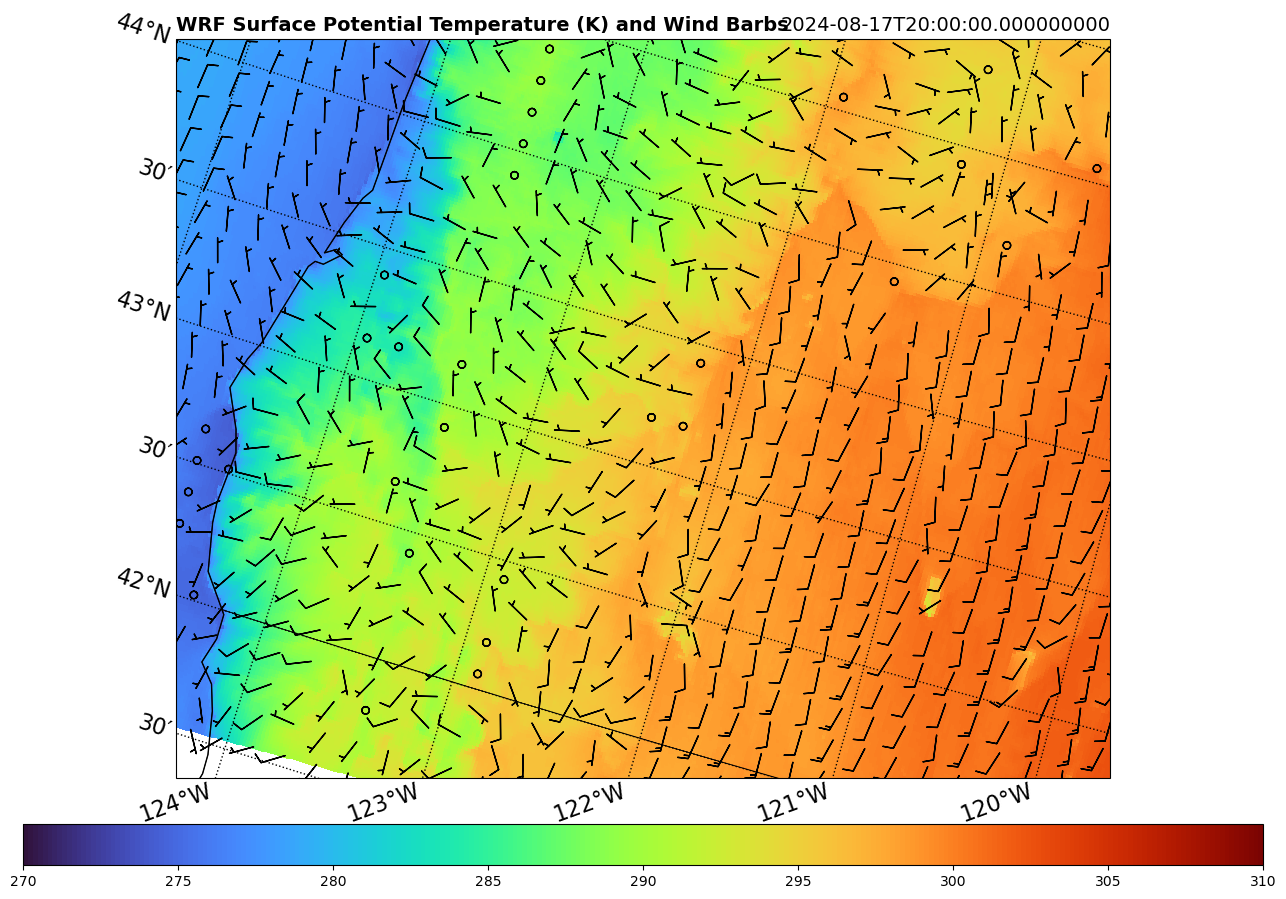 WRF Surface Potential Temperature (K) and Wind Barbs 2024-08-17T20:00:00.000000000
44°N
30′
43°N
30′
42°N
30′
124°W 123°W 122°W 121°W 120°W
270 275 280 285 290 295 300 305 310